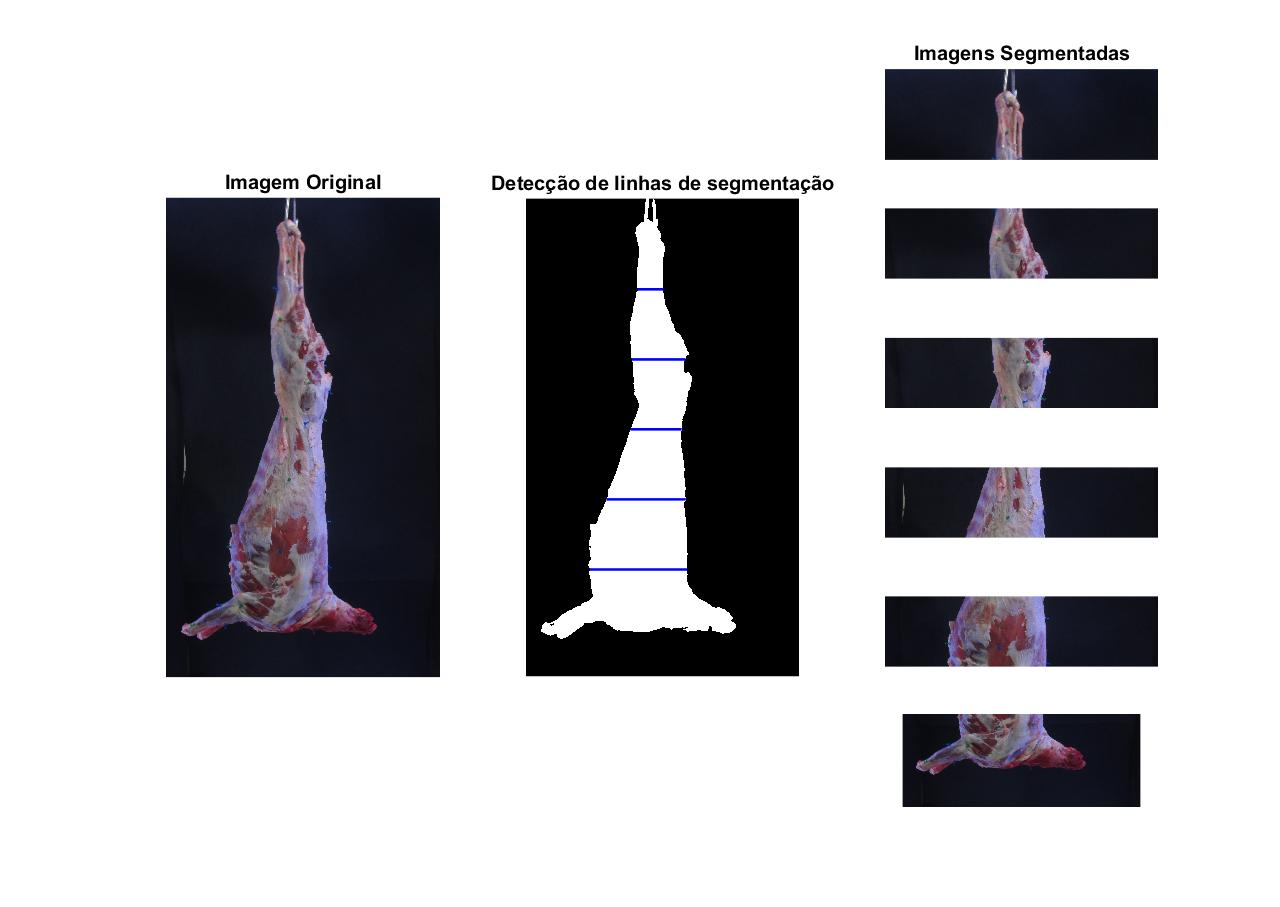 Imagem Original
Detecção de linhas de segmentação
Imagens Segmentadas